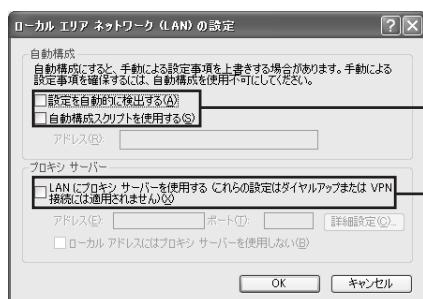 ローカル エリア ネットワーク (LAN) の設定
自動構成
自動構成にすると、手動による設定事項を上書きする場合があります。手動による
設定事項を確保するには、自動構成を使用不可にしてください。
設定を自動的に検出する(A)
自動構成スクリプトを使用する(S)
アドレス(R):
プロキシ サーバー
LAN にプロキシ サーバーを使用する (これらの設定はダイヤルアップまたは VPN
接続には適用されません)(X)
アドレス(E):
ポート(T):
詳細設定(C)...
ローカル アドレスにはプロキシ サーバーを使用しない(B)
OK
キャンセル